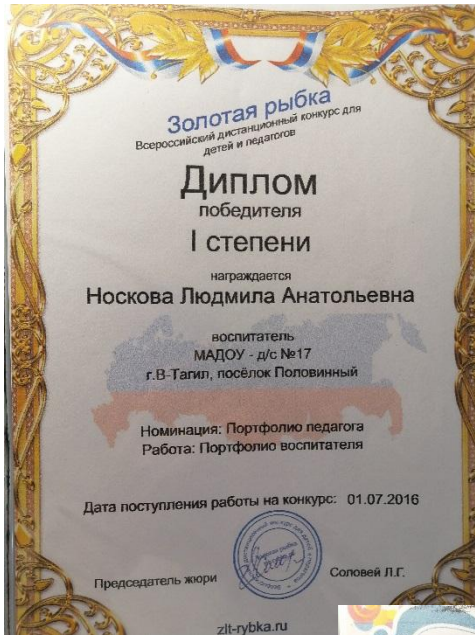 Золотая рыбка
Всероссийский дистанционный конкурс для
детей и педагогов
Диплом
победителя
I степени
награждается
Носкова Людмила Анатольевна
воспитатель
МАДОУ - д/с №17
г.В-Тагил, посёлок Половинный
Номинация: Портфолио педагога
Работа: Портфолио воспитателя
Дата поступления работы на конкурс: 01.07.2016
Председатель жюри
Соловей Л.Г.
zlt-rybka.ru